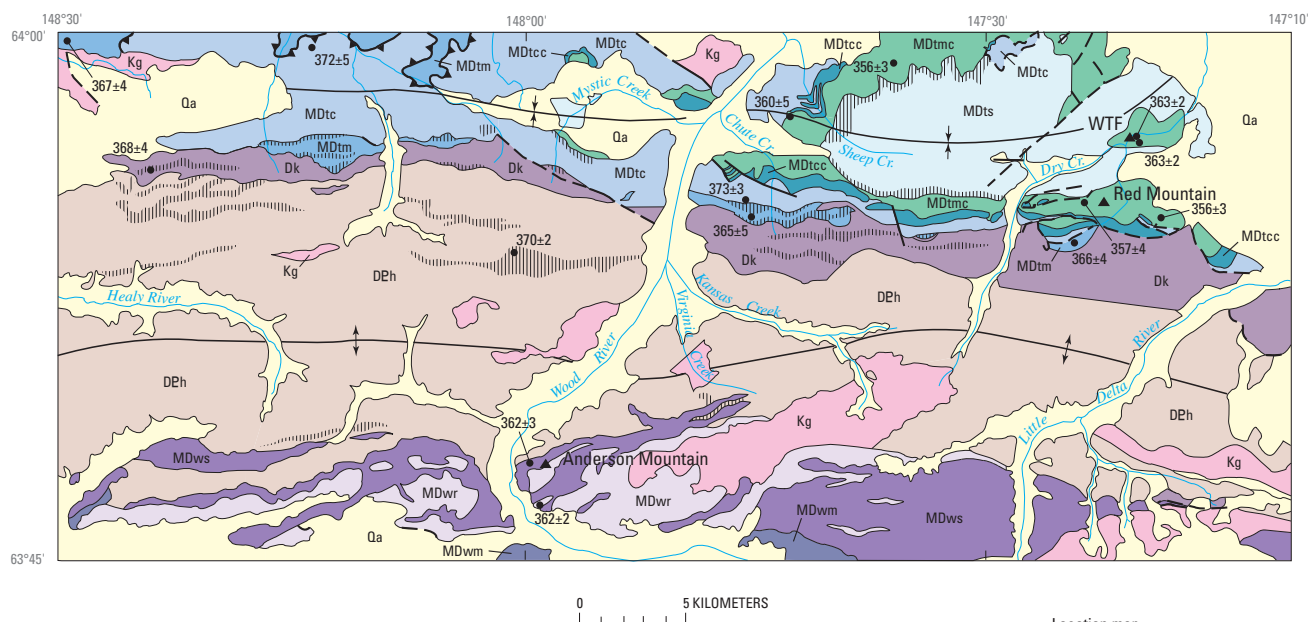 148°30' 148°00' 147°30' 147°10'
64°00'
Kg
367±4
372±5
MDtm
MDtcc
MDtc
Kg
MDtcc
MDtmc
356±3
MDtc
Qa
Mystic Creek
360±5
MDts
363±2
WTF
MDtc
Chute Cr.
Qa
Sheep Cr.
363±2
Qa
368±4
MDtm
Dk
Dk
MDtc
MDtcc
Dry Cr.
373±3
MDtmc
Red Mountain
356±3
365±5
357±4
MDtcc
370±2
Dk
MDtm
366±4
Dk
Kg
Healy River
Kansas Creek
Virginia Creek
Wood River
Little Delta River
Kg
362±3
MDws
Anderson Mountain
Kg
MDwr
MDwr
362±2
MDwm
MDws
Qa
MDwm
63°45'
0 5 KILOMETERS
Location map